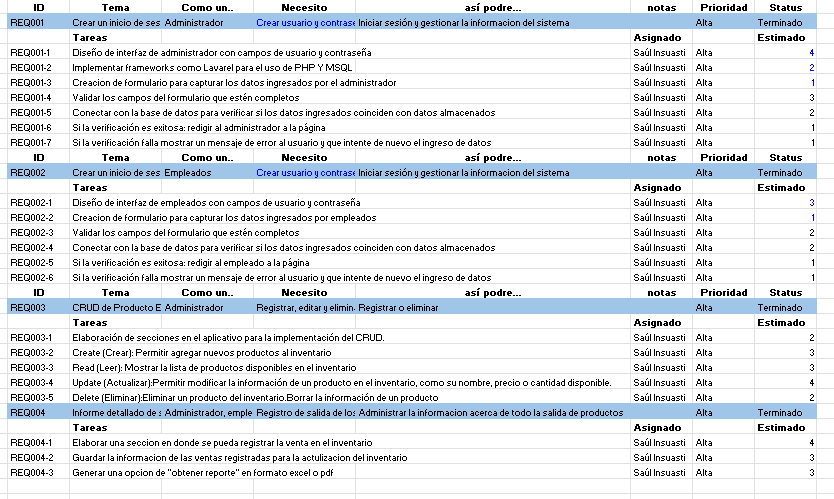 ID Tema Como un.. Necesito así podre... notas Prioridad Status
REQ001 Crear un inicio de ses Administrador Crear usuario y contras Iniciar sesión y gestionar la informacion del sistema Alta Terminado
Tareas Asignado Estimado
REQ001-1 Diseño de interfaz de administrador con campos de usuario y contraseña Saúl Insuasti Alta 4
REQ001-2 Implementar frameworks como Lavarel para el uso de PHP Y MSQL Saúl Insuasti Alta 2
REQ001-3 Creacion de formulario para capturar los datos ingresados por el administrador Saúl Insuasti Alta 1
REQ001-4 Validar los campos del formulario que estén completos Saúl Insuasti Alta 3
REQ001-5 Conectar con la base de datos para verificar si los datos ingresados coinciden con datos almacenados Saúl Insuasti Alta 2
REQ001-6 Si la verificación es exitosa: redigir al administrador a la página Saúl Insuasti Alta 1
REQ001-7 Si la verificación falla mostrar un mensaje de error al usuario y que intente de nuevo el ingreso de datos Saúl Insuasti Alta 1
ID Tema Como un.. Necesito así podre... notas Prioridad Status
REQ002 Crear un inicio de ses Empleados Crear usuario y contras Iniciar sesión y gestionar la informacion del sistema Alta Terminado
Tareas Asignado Estimado
REQ002-1 Diseño de interfaz de empleados con campos de usuario y contraseña Saúl Insuasti Alta 3
REQ002-2 Creacion de formulario para capturar los datos ingresados por empleados Saúl Insuasti Alta 1
REQ002-3 Validar los campos del formulario que estén completos Saúl Insuasti Alta 2
REQ002-4 Conectar con la base de datos para verificar si los datos ingresados coinciden con datos almacenados Saúl Insuasti Alta 2
REQ002-5 Si la verificación es exitosa: redigir al empleado a la página Saúl Insuasti Alta 1
REQ002-6 Si la verificación falla mostrar un mensaje de error al usuario y que intente de nuevo el ingreso de datos Saúl Insuasti Alta 1
ID Tema Como un.. Necesito así podre... notas Prioridad Status
REQ003 CRUD de Producto E Administrador Registrar, editar y elimin. Registrar o eliminar Alta Terminado
Tareas Asignado Estimado
REQ003-1 Elaboración de secciones en el aplicativo para la implementación del CRUD. Saúl Insuasti Alta 2
REQ003-2 Create (Crear): Permitir agregar nuevos productos al inventario Saúl Insuasti Alta 3
REQ003-3 Read (Leer): Mostrar la lista de productos disponibles en el inventario Saúl Insuasti Alta 3
REQ003-4 Update (Actualizar):Permitir modificar la información de un producto en el inventario, como su nombre, precio o cantidad disponible. Saúl Insuasti Alta 4
REQ003-5 Delete (Eliminar):Eliminar un producto del inventario.Borrar la información de un producto Saúl Insuasti Alta 2
REQ004 Informe detallado de s Administrador, emple Registro de salida de los Administrar la informacion acerca de todo la salida de productos Alta Terminado
Tareas Asignado Estimado
REQ004-1 Elaborar una seccion en donde se pueda registrar la venta en el inventario Saúl Insuasti Alta 4
REQ004-2 Guardar la informacion de las ventas registradas para la actulizacion del inventario Saúl Insuasti Alta 3
REQ004-3 Generar una opcion de "obtener reporte" en formato excel o pdf Saúl Insuasti Alta 3